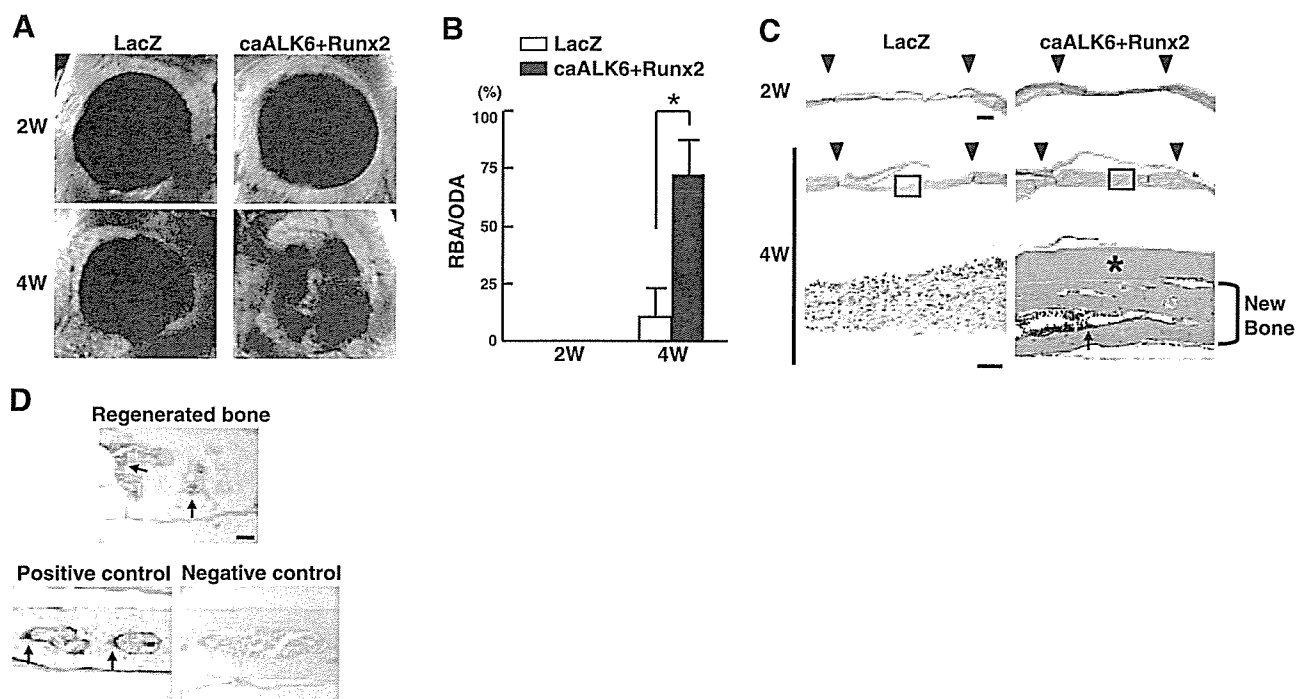 A
LacZ
caALK6+Runx2
2W
4W
B
LacZ
caALK6+Runx2
(%)
100
75
50
25
0
RBA/ODA
*
2W
4W
C
LacZ
caALK6+Runx2
2W
4W
*
New
Bone
D
Regenerated bone
Positive control
Negative control